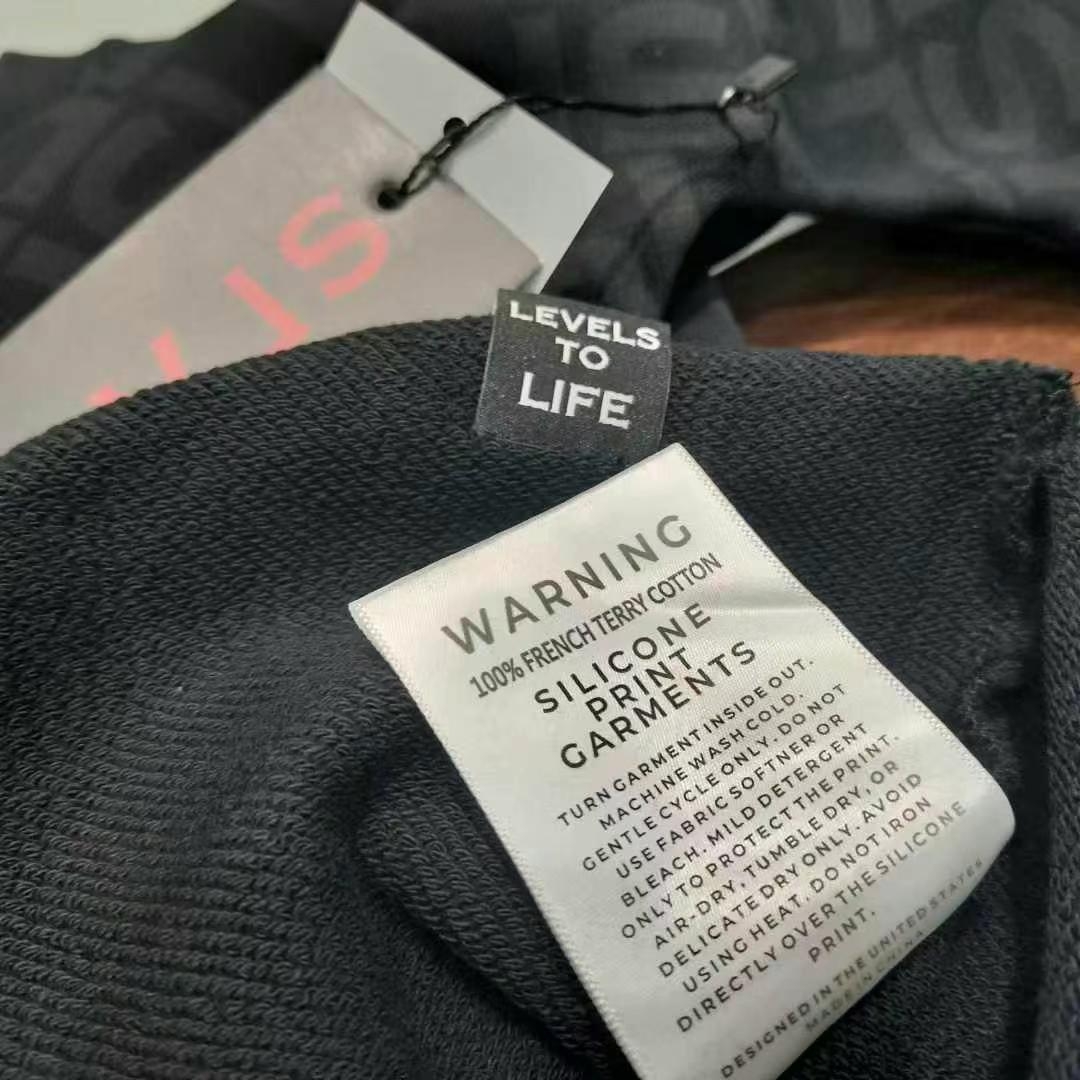 LEVELS
TO
LIFE
WARNING
100% FRENCH TERRY COTTON
SILICONE
PRINT
GARMENTS
TURN GARMENT INSIDE OUT.
MACHINE WASH COLD.
GENTLE CYCLE ONLY. DO NOT
USE FABRIC SOFTNER OR
BLEACH. MILD DETERGENT
ONLY TO PROTECT THE PRINT.
AIR-DRY, TUMBLE DRY, OR
DELICATE DRY ONLY. AVOID
USING HEAT. DO NOT IRON
DIRECTLY OVER THE SILICONE
PRINT.
DESIGNED IN THE UNITED STATES
MADE IN CHINA